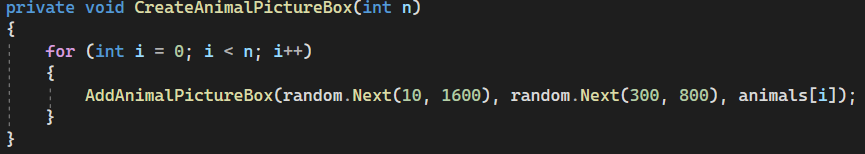 private void CreateAnimalPictureBox(int n)
{
for (int i = 0; i < n; i++)
{
AddAnimalPictureBox(random.Next(10, 1600), random.Next(300, 800), animals[i]);
}
}